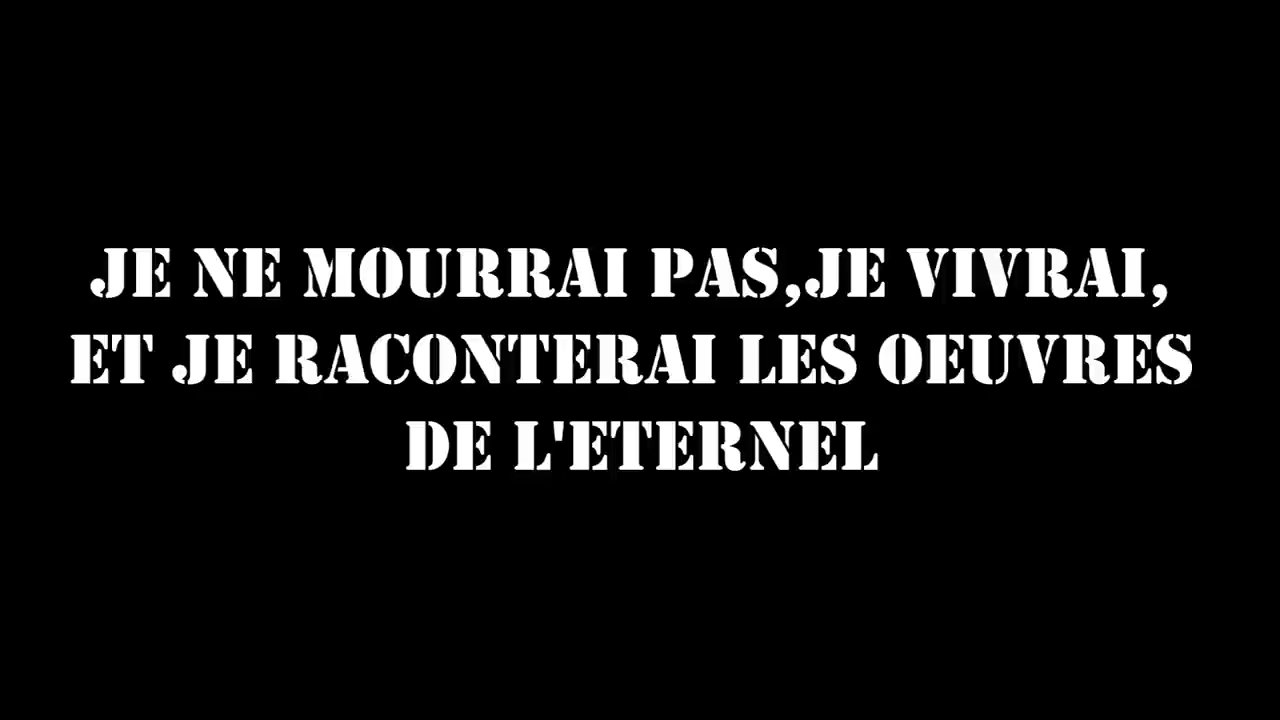 JE NE MOURRAI PAS,JE VIVRAI,
ET JE RACONTERAI LES OEUVRES
DE L'ETERNEL